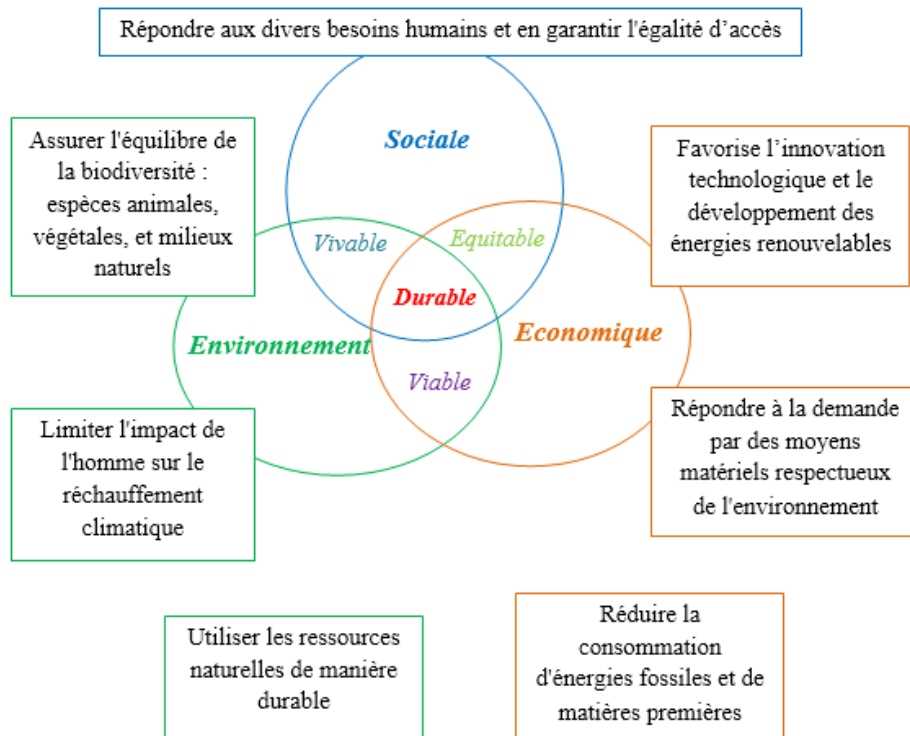 Répondre aux divers besoins humains et en garantir l'égalité d’accès
Sociale
Assurer l'équilibre de
la biodiversité :
espèces animales,
végétales, et milieux
naturels
Favorise l’innovation
technologique et le
développement des
énergies renouvelables
Vivable
Equitable
Durable
Environnement
Economique
Viable
Limiter l'impact de
l'homme sur le
réchauffement
climatique
Répondre à la demande
par des moyens
matériels respectueux
de l'environnement
Utiliser les ressources
naturelles de manière
durable
Réduire la
consommation
d'énergies fossiles et de
matières premières